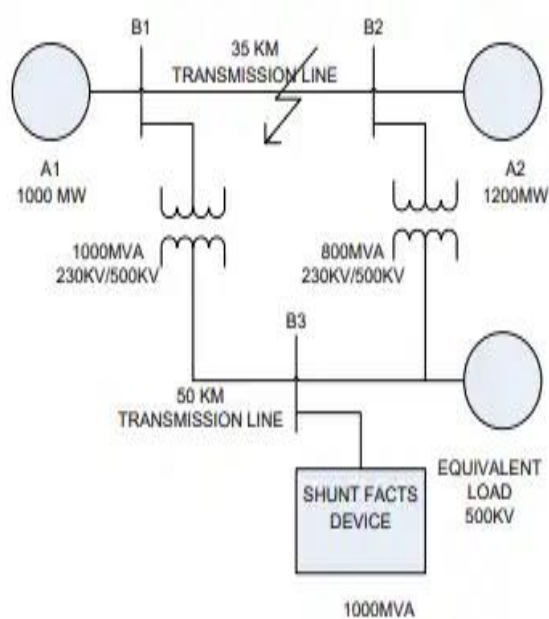 B1
35 KM
TRANSMISSION LINE
B2
A1
1000 MW
A2
1200MW
1000MVA
230KV/500KV
800MVA
230KV/500KV
B3
50 KM
TRANSMISSION LINE
SHUNT FACTS
DEVICE
EQUIVALENT
LOAD
500KV
1000MVA